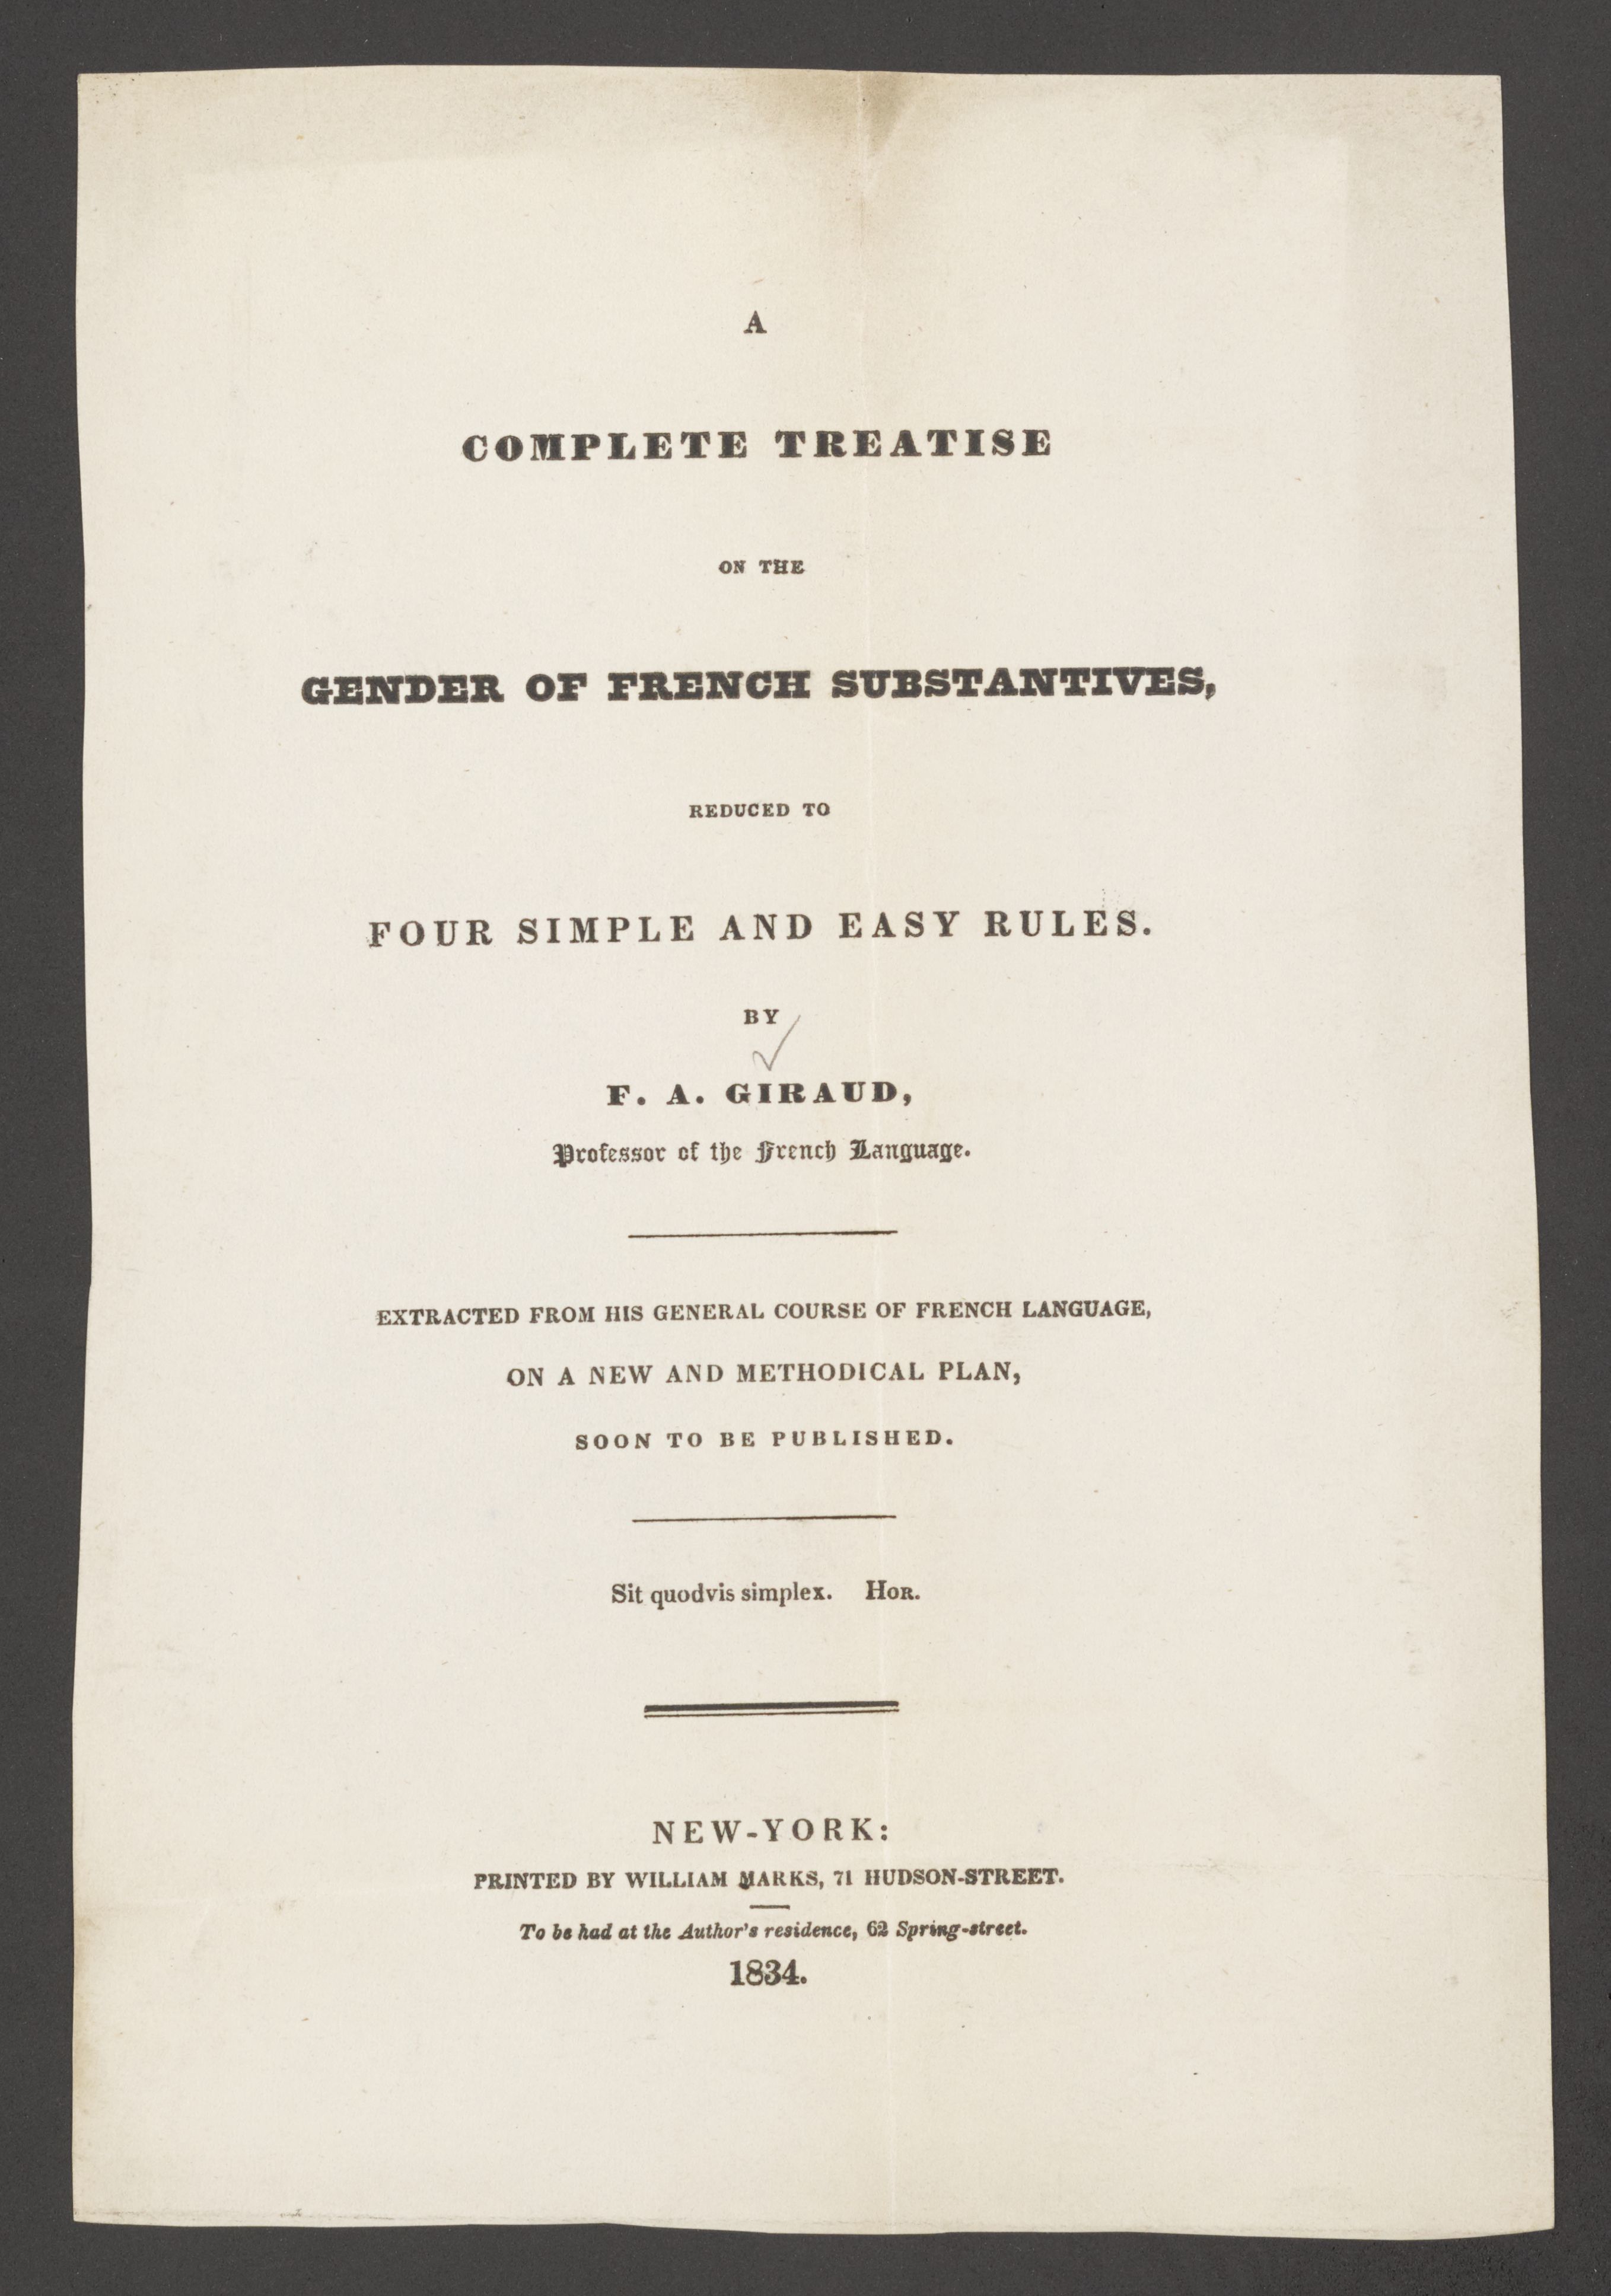 A
COMPLETE TREATISE
ON THE
GENDER OF FRENCH SUBSTANTIVES,
REDUCED TO
FOUR SIMPLE AND EASY RULES.
BY
F. A. GIRAUD,
Professor of the French Language.
EXTRACTED FROM HIS GENERAL COURSE OF FRENCH LANGUAGE,
ON A NEW AND METHODICAL PLAN,
SOON TO BE PUBLISHED.
Sit quodvis simplex. HOR.
NEW-YORK:
PRINTED BY WILLIAM MARKS, 71 HUDSON-STREET.
To be had at the Author's residence, 62 Spring-street.
1834.